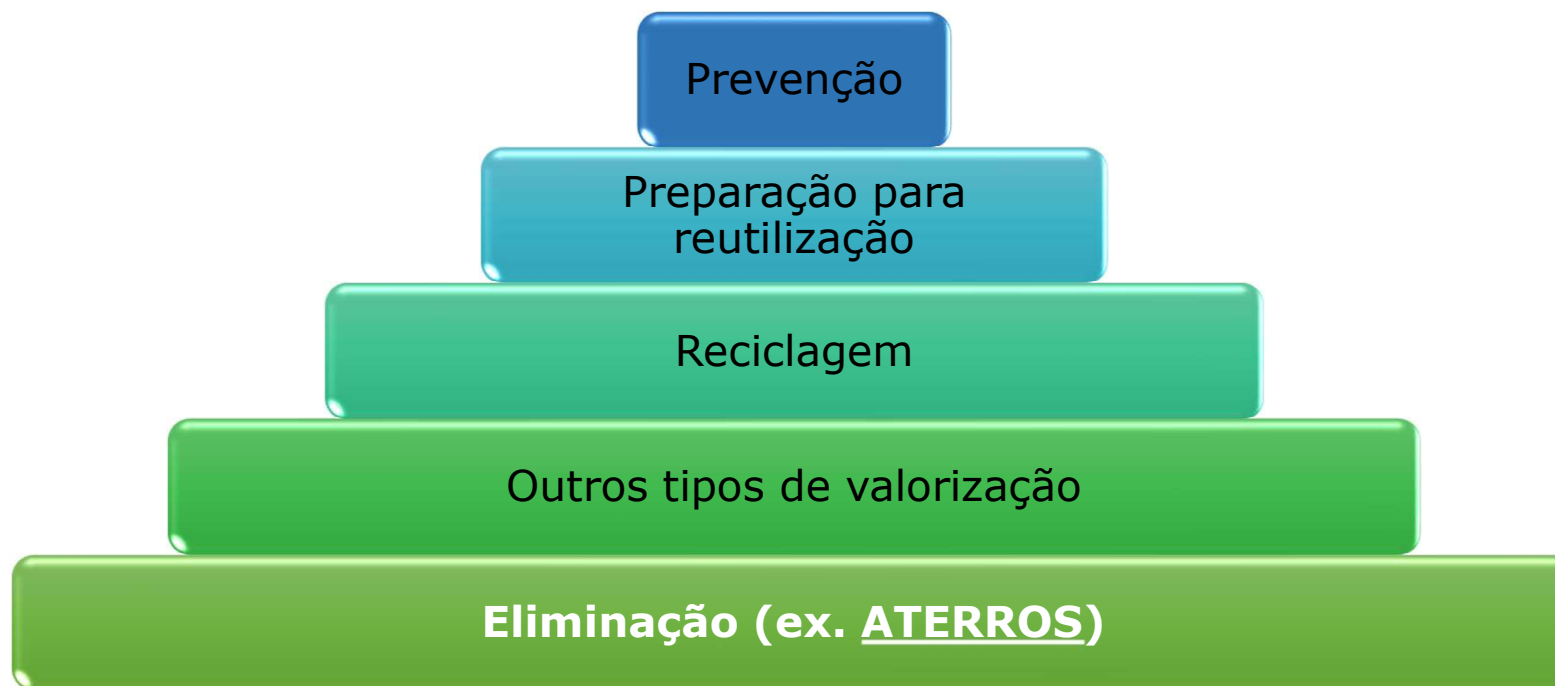 Prevenção
Preparação para
reutilização
Reciclagem
Outros tipos de valorização
Eliminação (ex. ATERROS)